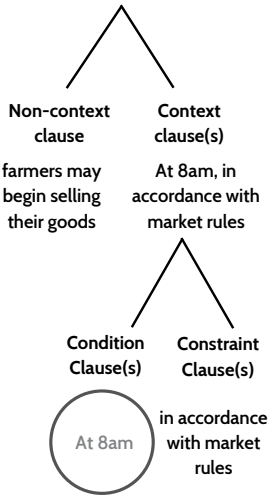 Non-context
clause
Context
clause(s)
farmers may
begin selling
their goods
At 8am, in
accordance with
market rules
Condition
Clause(s)
Constraint
Clause(s)
At 8am
in accordance
with market
rules